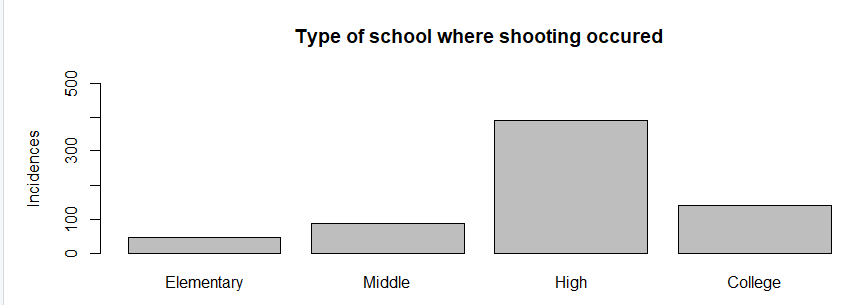 Type of school where shooting occured
500
300
100
0
Incidences
Elementary Middle High College